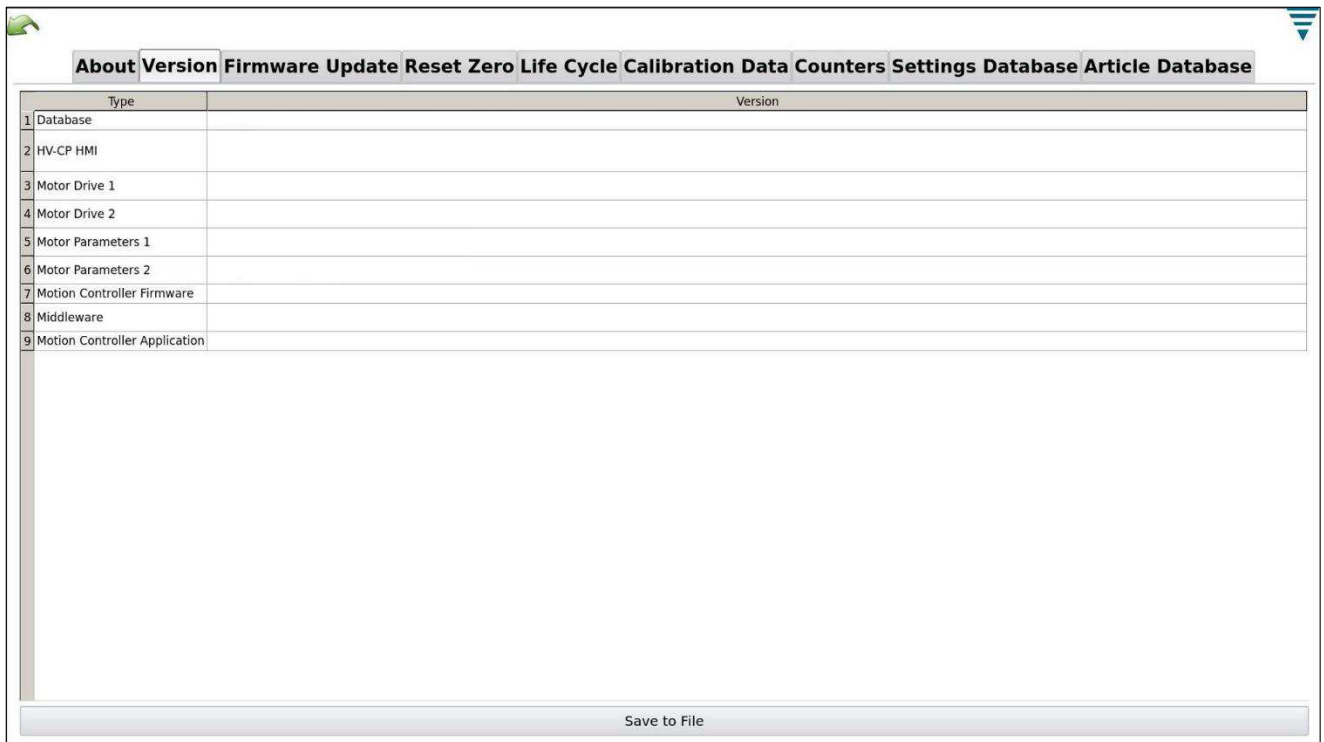 About Version Firmware Update Reset Zero Life Cycle Calibration Data Counters Settings Database Article Database
Type Version
1 Database
2 HV-CP HMI
3 Motor Drive 1
4 Motor Drive 2
5 Motor Parameters 1
6 Motor Parameters 2
7 Motion Controller Firmware
8 Middleware
9 Motion Controller Application
Save to File